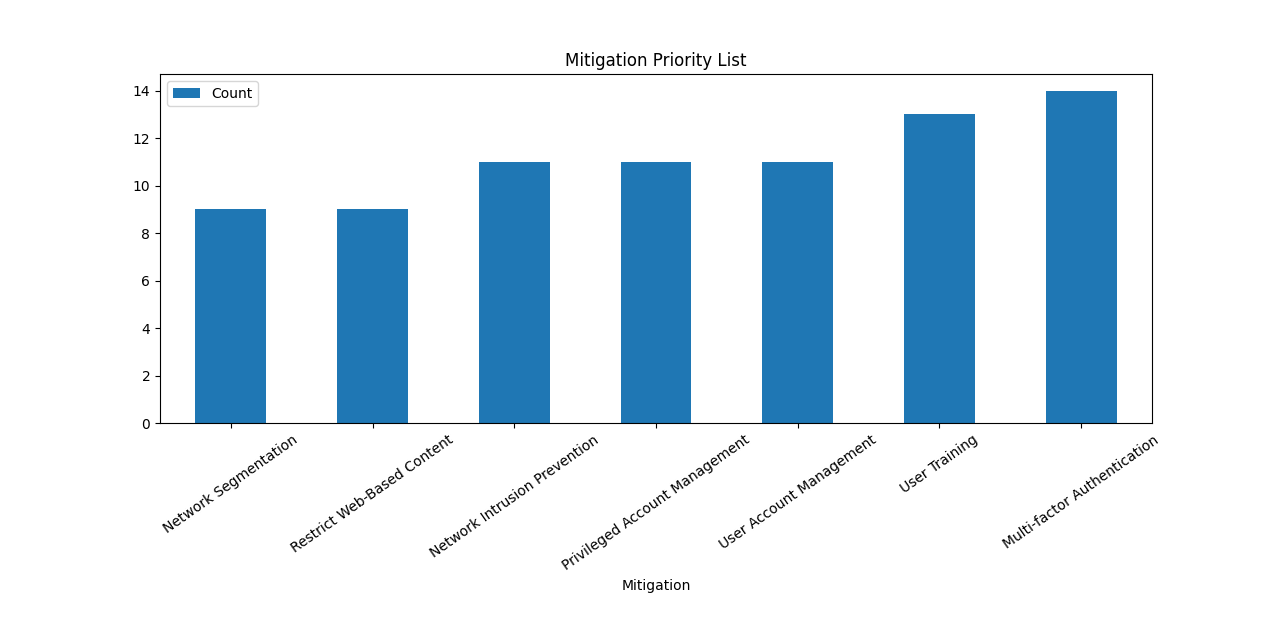 Mitigation Priority List
Count
14
12
10
8
6
4
2
0
Network Segmentation
Restrict Web-Based Content
Network Intrusion Prevention
Privileged Account Management
User Account Management
User Training
Multi-factor Authentication
Mitigation